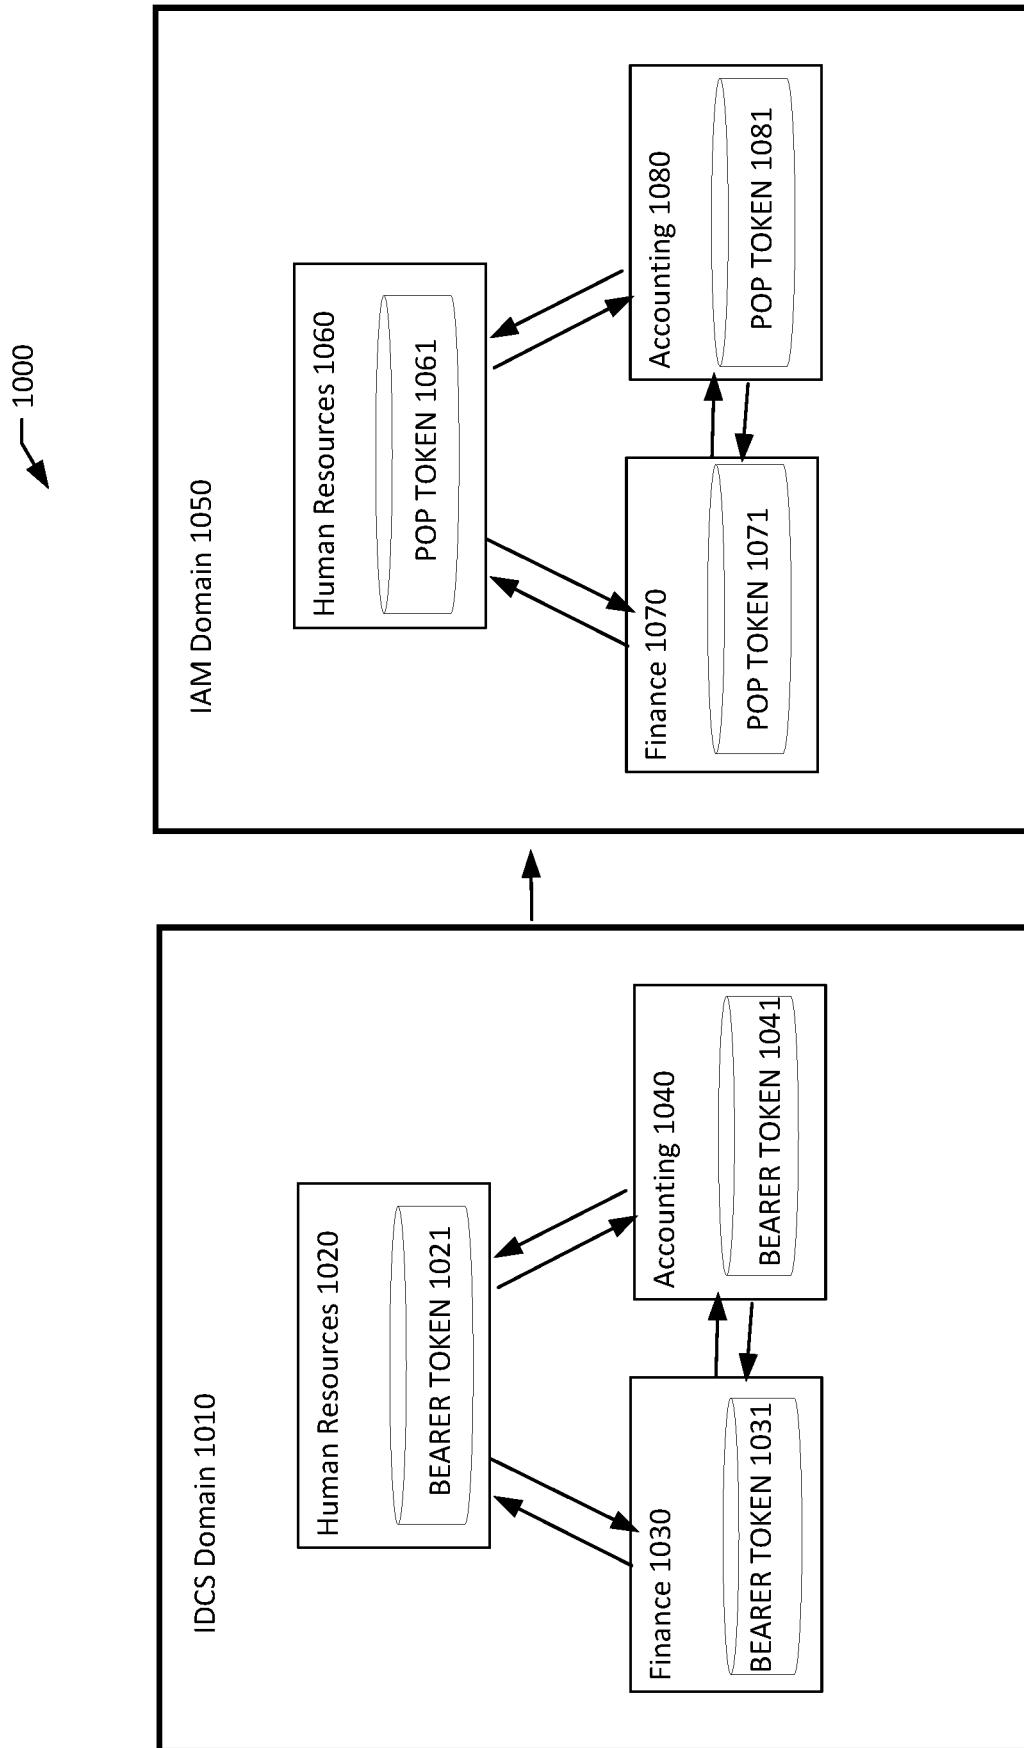 1000
IDCS Domain 1010
Human Resources 1020
BEARER TOKEN 1021
Finance 1030
BEARER TOKEN 1031
Accounting 1040
BEARER TOKEN 1041
IAM Domain 1050
Human Resources 1060
POP TOKEN 1061
Finance 1070
POP TOKEN 1071
Accounting 1080
POP TOKEN 1081